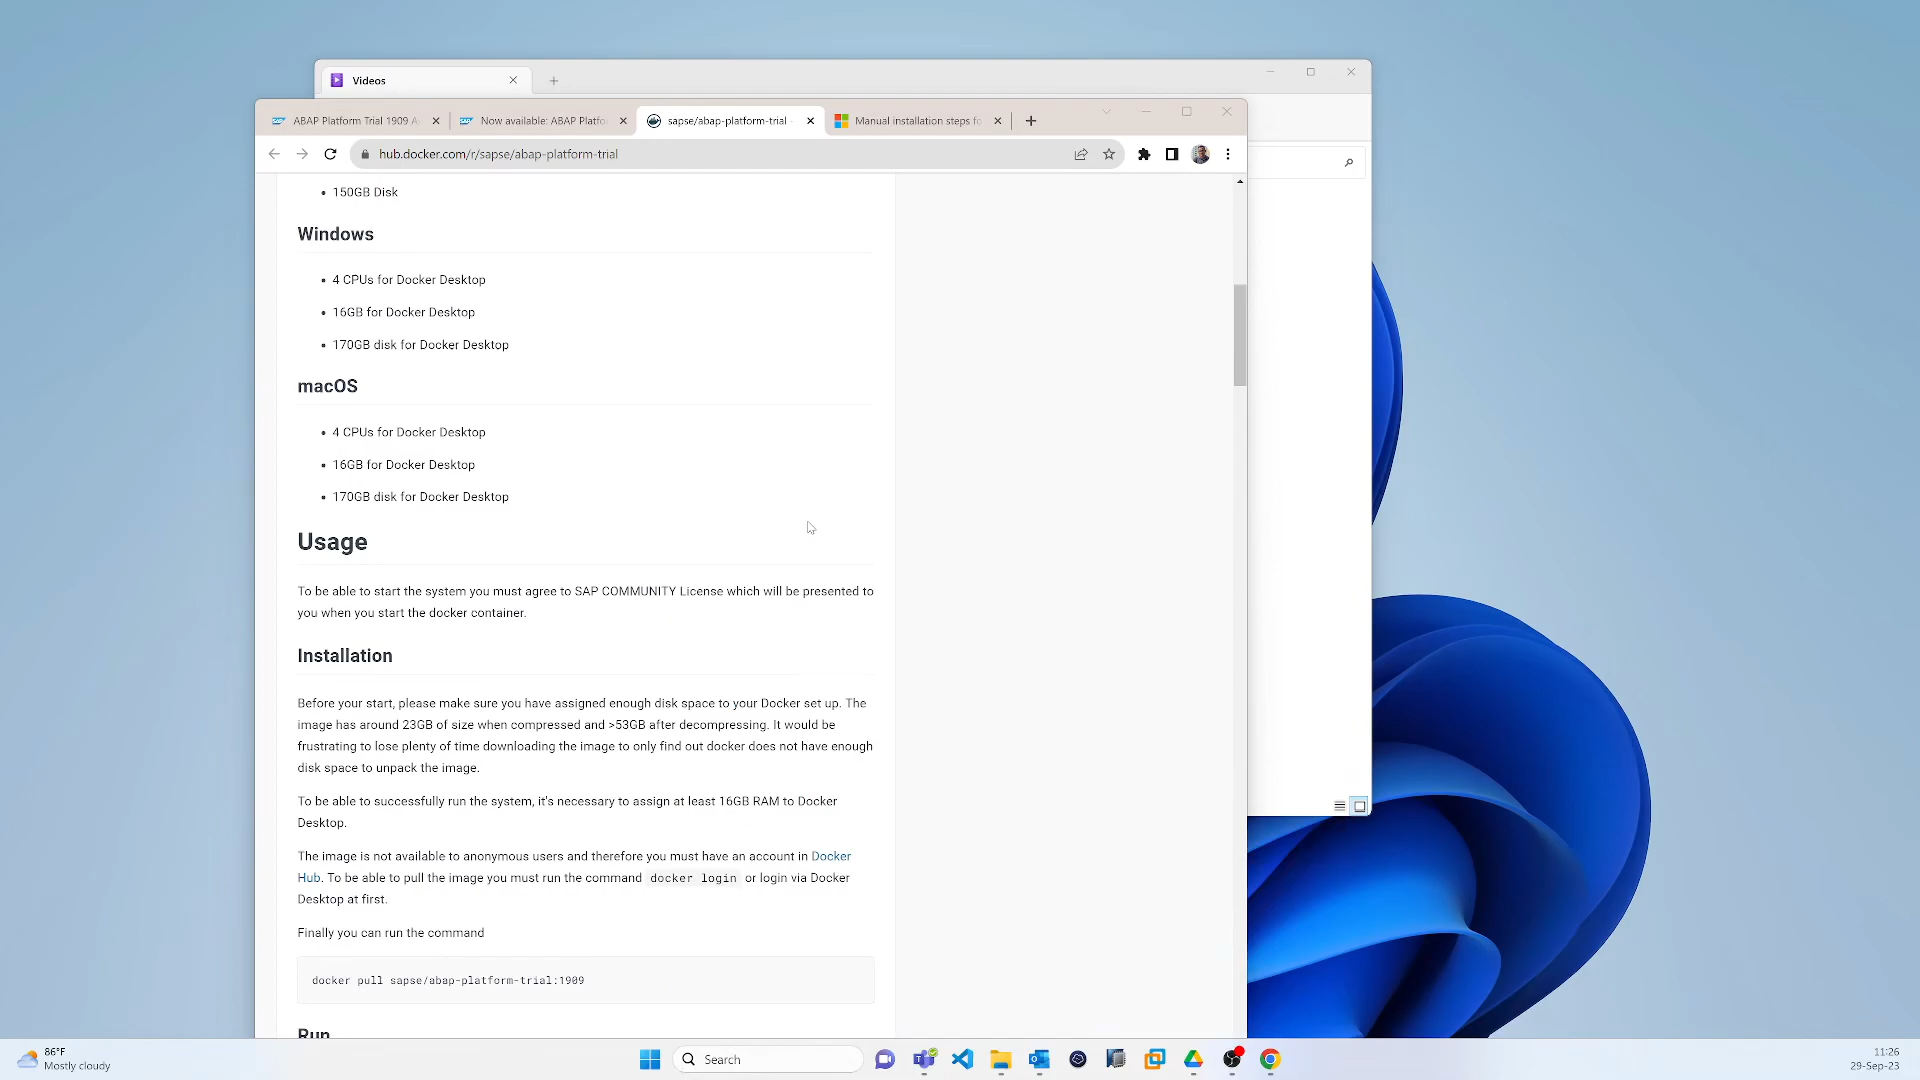 Videos
ABAP Platform Trial 1909 A
Now available: ABAP Platfo
sapse/abap-platform-trial
Manual installation steps fo
hub.docker.com/r/sapse/abap-platform-trial
• 150GB Disk
Windows
• 4 CPUs for Docker Desktop
• 16GB for Docker Desktop
• 170GB disk for Docker Desktop
macOS
• 4 CPUs for Docker Desktop
• 16GB for Docker Desktop
• 170GB disk for Docker Desktop
Usage
To be able to start the system you must agree to SAP COMMUNITY License which will be presented to
you when you start the docker container.
Installation
Before your start, please make sure you have assigned enough disk space to your Docker set up. The
image has around 23GB of size when compressed and >53GB after decompressing. It would be
frustrating to lose plenty of time downloading the image to only find out docker does not have enough
disk space to unpack the image.
To be able to successfully run the system, it's necessary to assign at least 16GB RAM to Docker
Desktop.
The image is not available to anonymous users and therefore you must have an account in Docker
Hub. To be able to pull the image you must run the command docker login or login via Docker
Desktop at first.
Finally you can run the command
docker pull sapse/abap-platform-trial:1909
Run
86°F
Mostly cloudy
Search
11:26
29-Sep-23